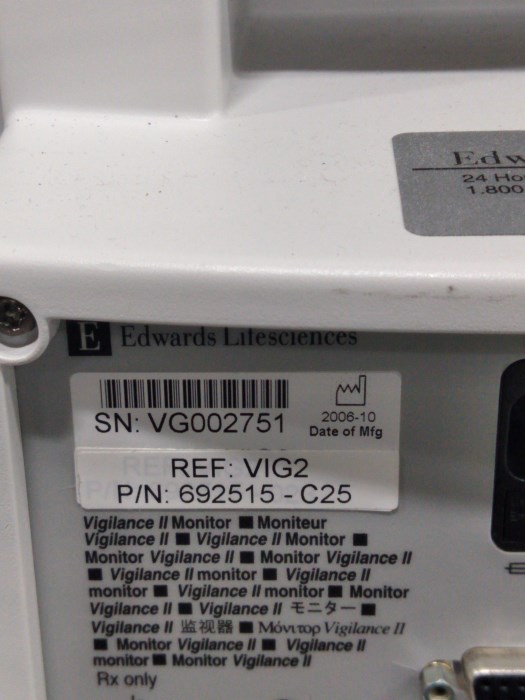 24
1.800
E Edwards Lifesciences
SN: VG002751
2006-10
Date of Mfg
REF: VIG2
P/N: 692515 - C25
Vigilance II Monitor ■ Moniteur
Vigilance II ■ Vigilance II Monitor ■
Monitor Vigilance II ■ Monitor Vigilance II
■ Vigilance II monitor ■ Vigilance II
monitor ■ Vigilance II monitor ■ Monitor
Vigilance II ■ Vigilance II モニター ■
Vigilance II 监视器 ■ Μόνιτορ Vigilance II
■ Monitor Vigilance II ■ Vigilance II
monitor ■ Monitor Vigilance II
Rx only